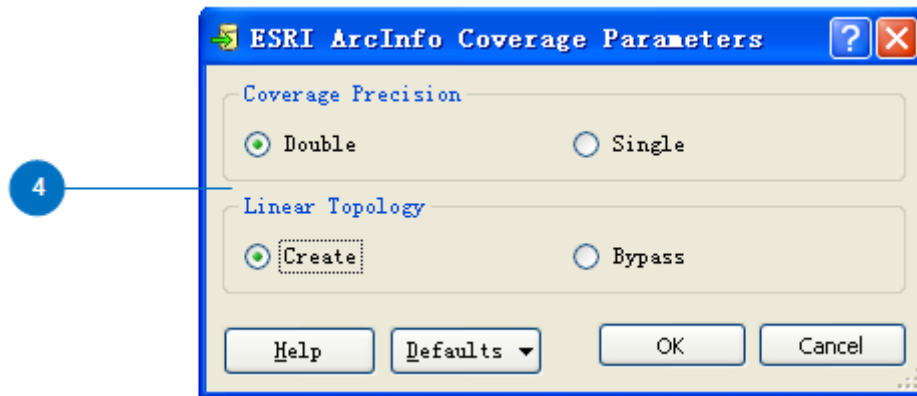 ESRI ArcInfo Coverage Parameters
Coverage Precision
Double Single
4
Linear Topology
Create Bypass
Help Defaults OK Cancel